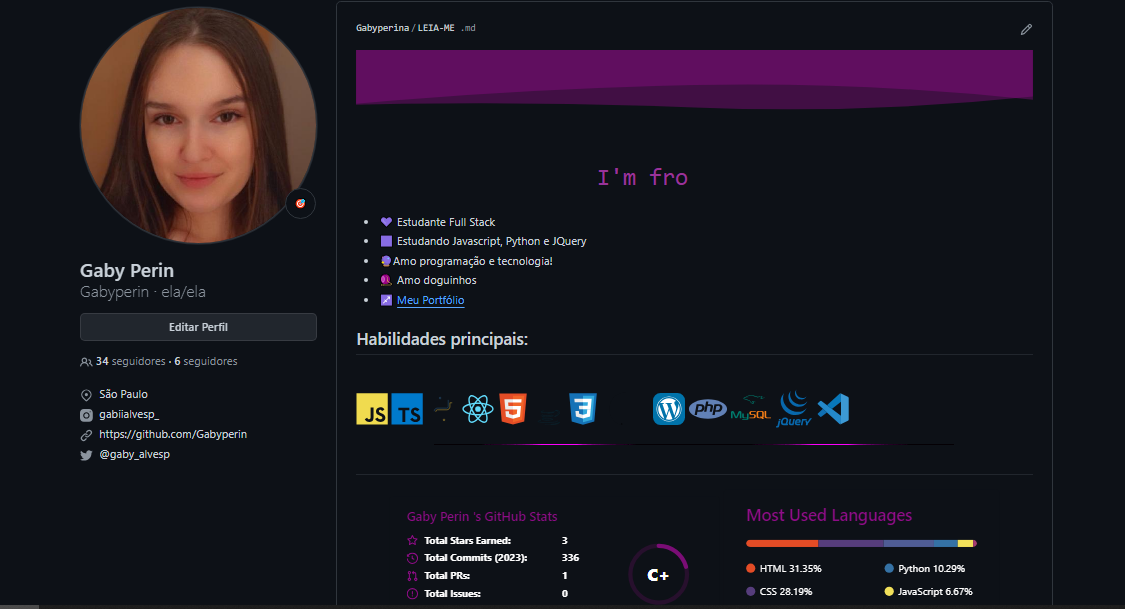 Gabyperina/LEIA-ME .md
I'm fro
Estudante Full Stack
Estudando Javascript, Python e JQuery
Amo programação e tecnologia!
Amo doguinhos
Meu Portfólio
Gaby Perin
Gabyperin · ela/ela
Editar Perfil
34 seguidores · 6 seguidores
São Paulo
gabiialvesp_
https://github.com/Gabyperin
@gaby_alvesp
Habilidades principais:
JS TS 5 3 php MySQL jQuery
Gaby Perin 's GitHub Stats
Total Stars Earned: 3
Total Commits (2023): 336
Total PRs: 1
Total Issues: 0
C+
Most Used Languages
HTML 31.35% Python 10.29%
CSS 28.19% JavaScript 6.67%